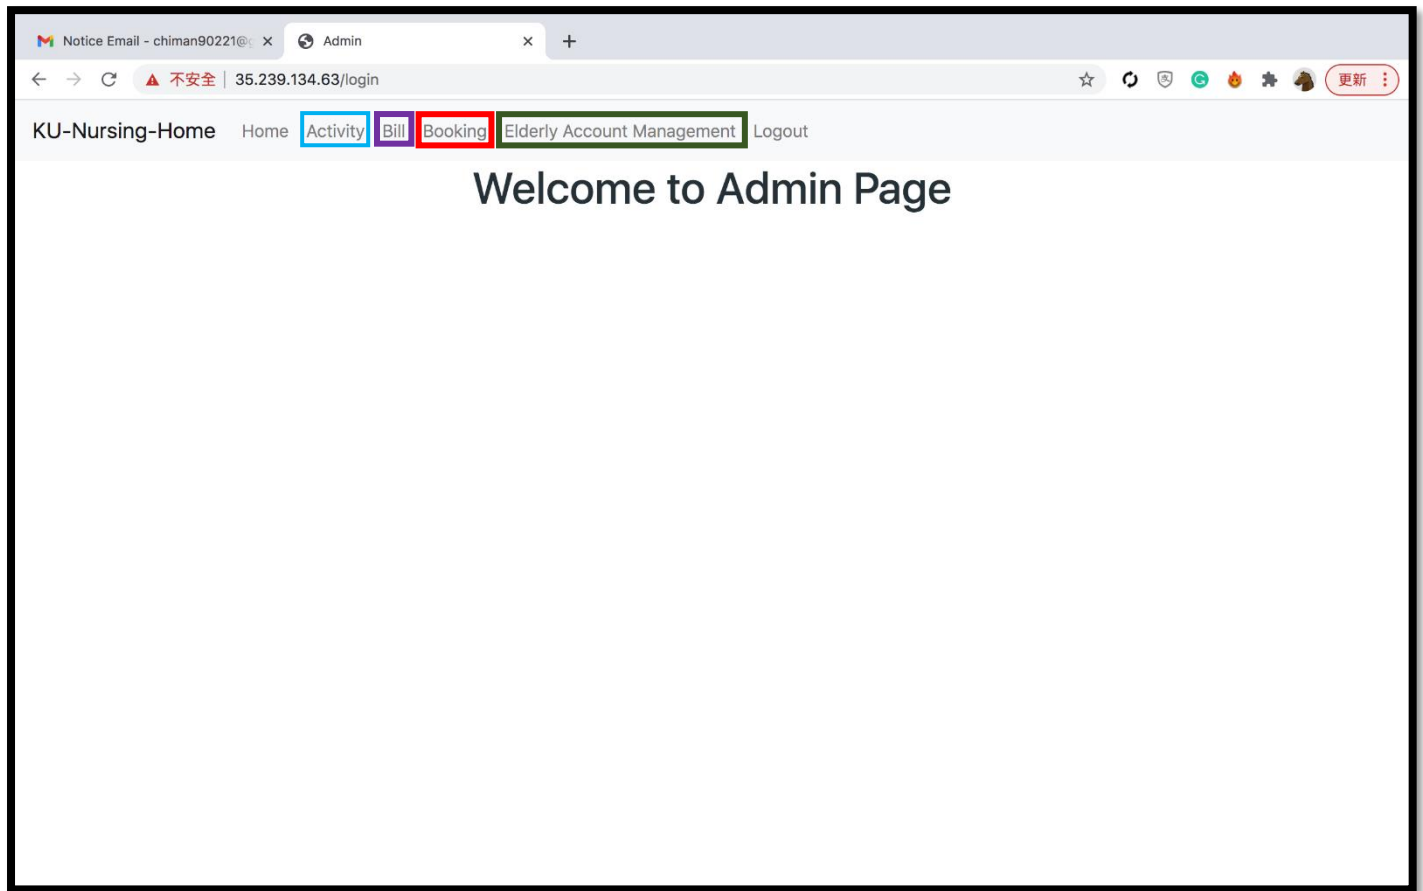 Notice Email - chiman90221@g Admin
不安全 35.239.134.63/login 更新
KU-Nursing-Home Home Activity Bill Booking Elderly Account Management Logout
Welcome to Admin Page